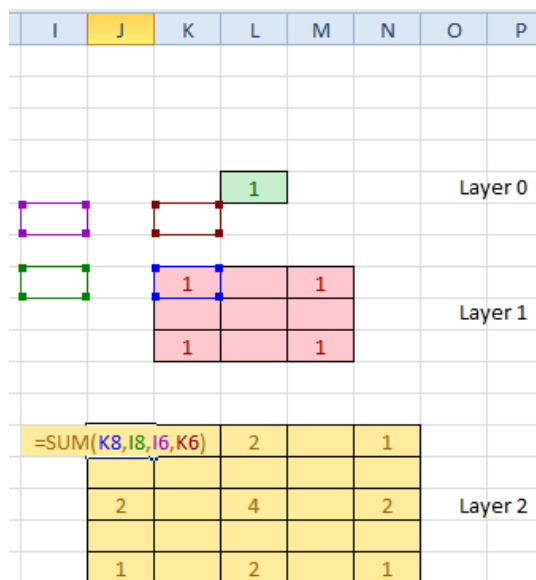 I J K L M N O P
1 Layer 0
1 1
Layer 1
1 1
=SUM(K8,I8,I6,K6) 2 1
2 4 2 Layer 2
1 2 1